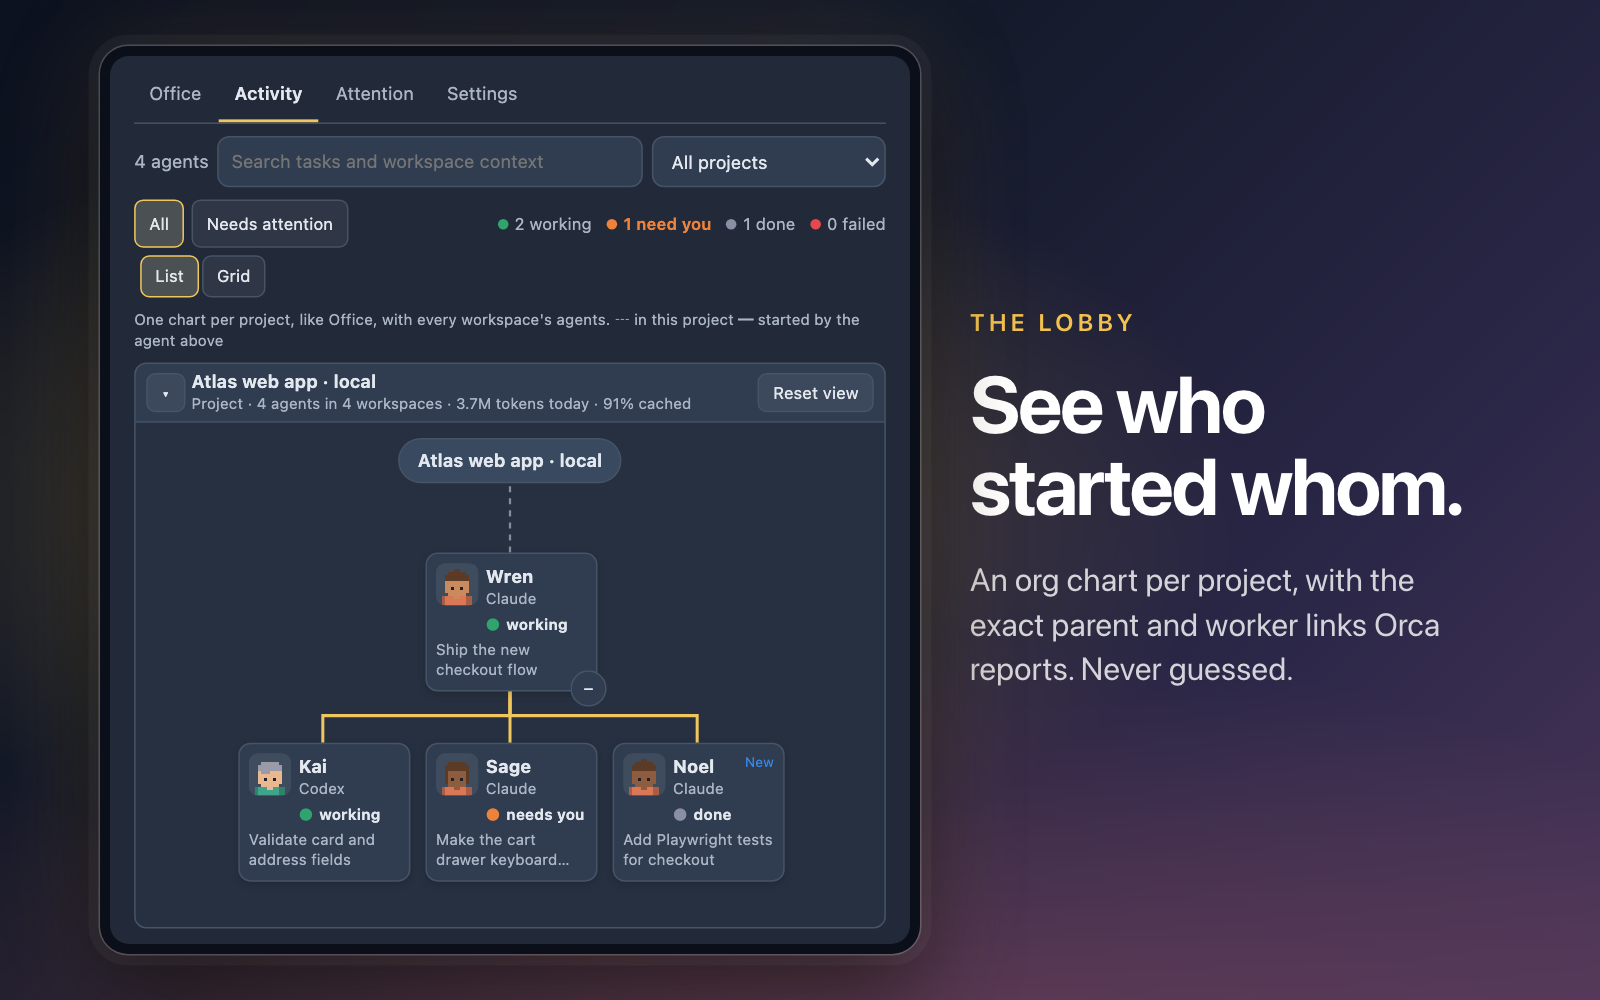 Office Activity Attention Settings
4 agents Search tasks and workspace context All projects
All Needs attention 2 working 1 need you 1 done 0 failed
List Grid
One chart per project, like Office, with every workspace's agents. --- in this project — started by the
agent above
Atlas web app · local
Project · 4 agents in 4 workspaces · 3.7M tokens today · 91% cached
Reset view
Atlas web app · local
Wren
Claude
working
Ship the new
checkout flow
−
Kai
Codex
working
Validate card and
address fields
Sage
Claude
needs you
Make the cart
drawer keyboard...
Noel New
Claude
done
Add Playwright tests
for checkout
THE LOBBY
See who
started whom.
An org chart per project, with the
exact parent and worker links Orca
reports. Never guessed.